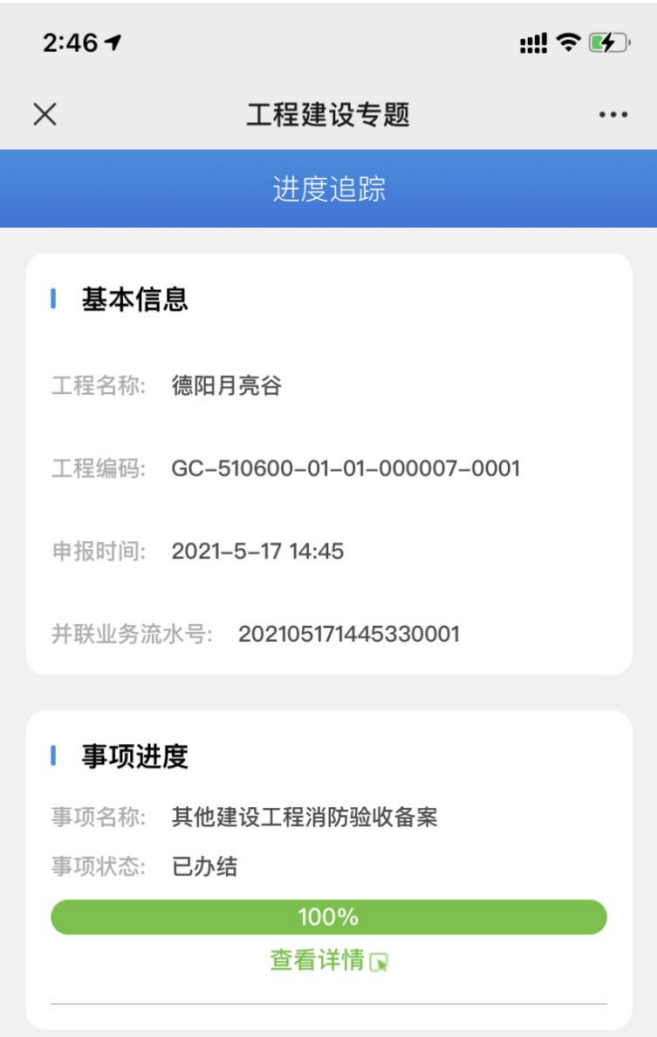 2:46
工程建设专题
进度追踪
基本信息
工程名称: 德阳月亮谷
工程编码: GC-510600-01-01-000007-0001
申报时间: 2021-5-17 14:45
并联业务流水号: 202105171445330001
事项进度
事项名称: 其他建设工程消防验收备案
事项状态: 已办结
100%
查看详情